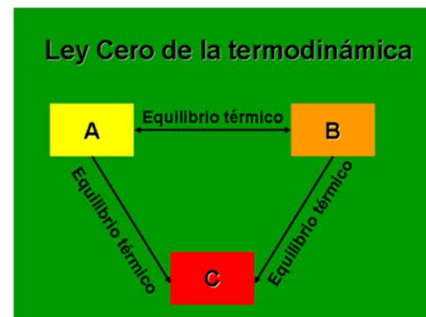 Ley Cero de la termodinámica
A
Equilibrio térmico
B
Equilibrio térmico
Equilibrio térmico
C